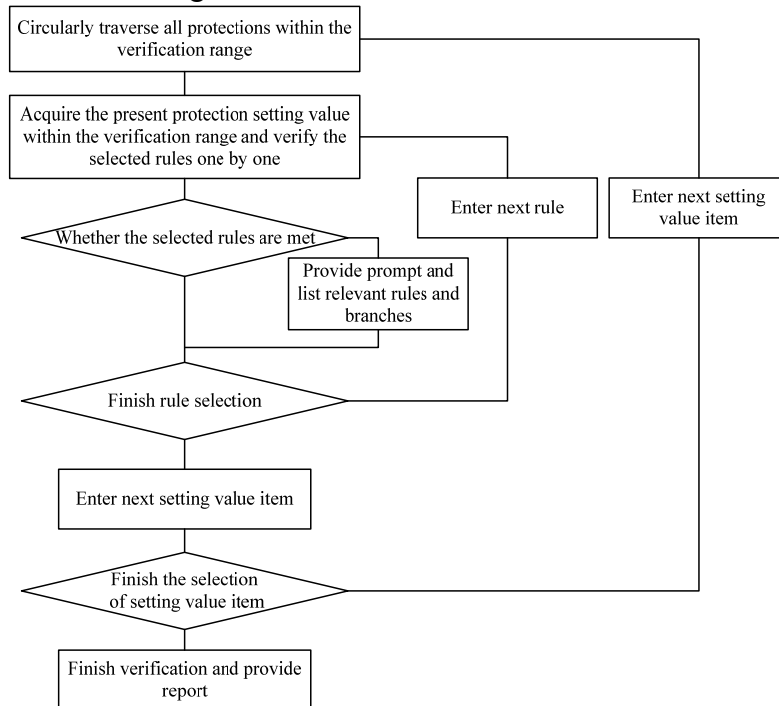 Circularly traverse all protections within the
verification range
Acquire the present protection setting value
within the verification range and verify the
selected rules one by one
Enter next rule
Enter next setting
value item
Whether the selected rules are met
Provide prompt and
list relevant rules and
branches
Finish rule selection
Enter next setting value item
Finish the selection
of setting value item
Finish verification and provide
report